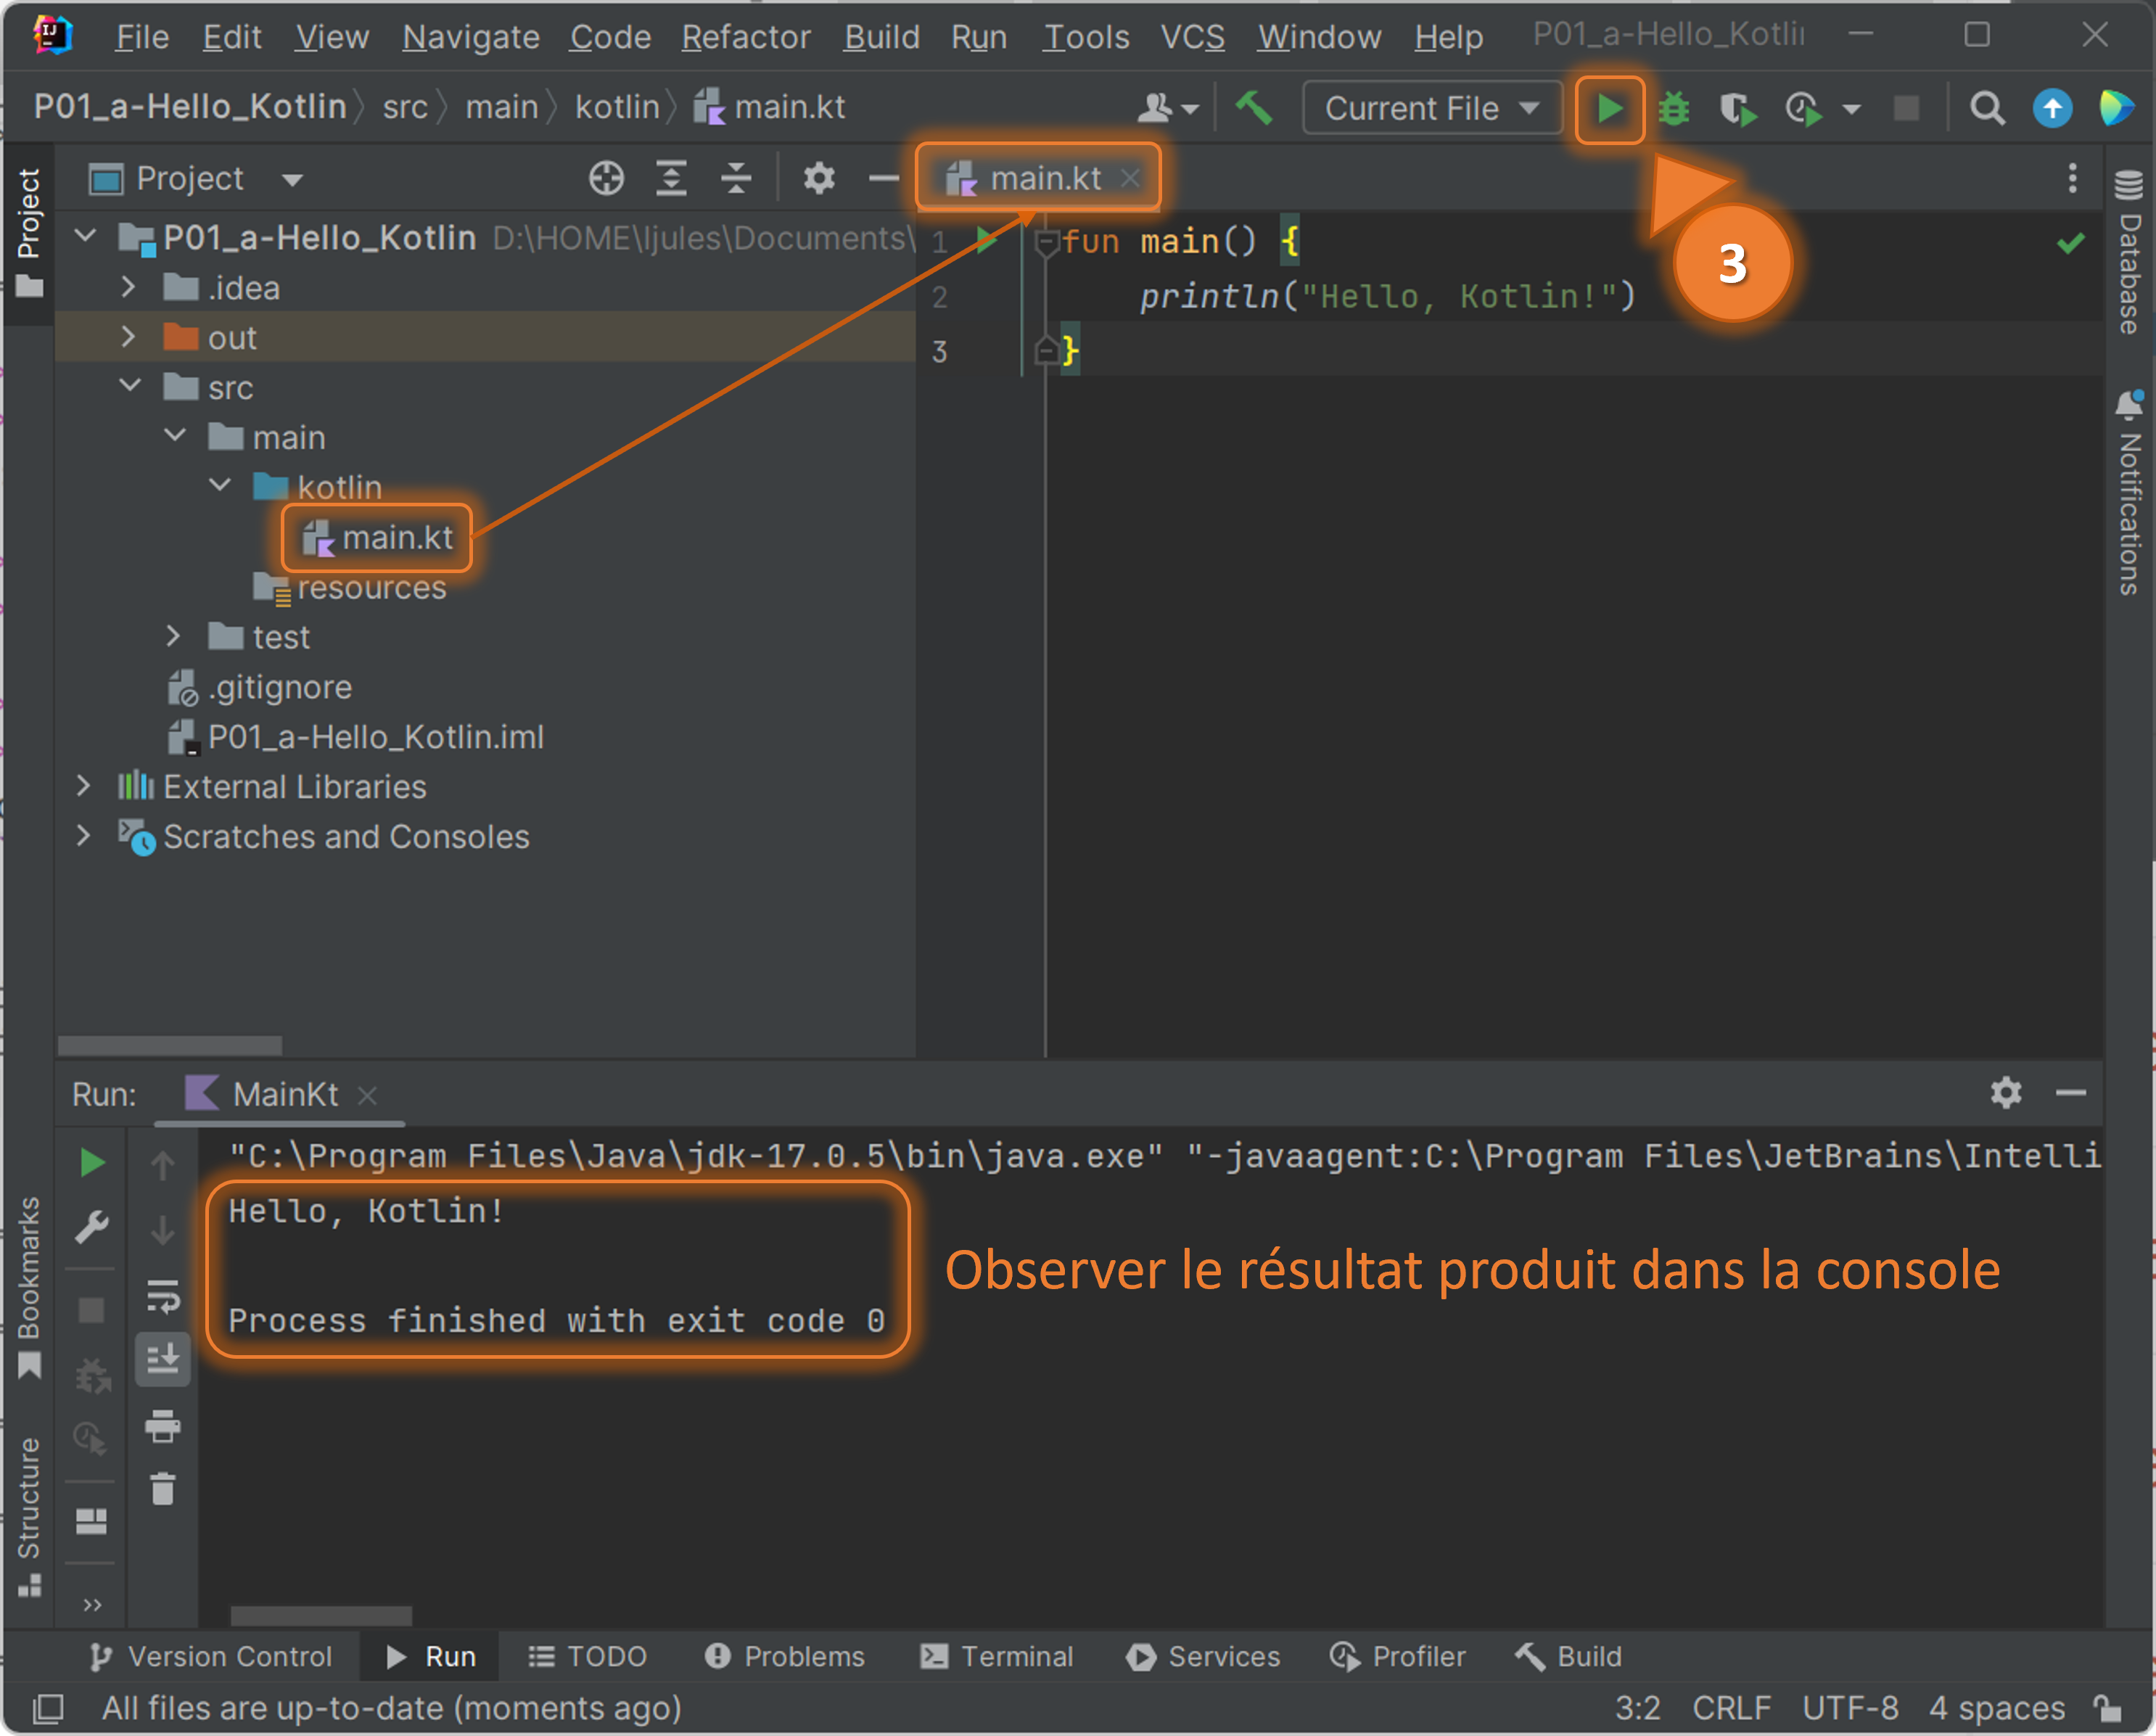 File Edit View Navigate Code Refactor Build Run Tools VCS Window Help P01_a-Hello_Kotlin
P01_a-Hello_Kotlin src main kotlin main.kt Current File
Project
Project
main.kt
P01_a-Hello_Kotlin D:\HOME\ljules\Documents\
.idea
out
src
main
kotlin
main.kt
resources
test
.gitignore
P01_a-Hello_Kotlin.iml
External Libraries
Scratches and Consoles
1 fun main() {
2 println("Hello, Kotlin!")
3 }
3
Database
Notifications
Run: MainKt
"C:\Program Files\Java\jdk-17.0.5\bin\java.exe" "-javaagent:C:\Program Files\JetBrains\Intelli
Hello, Kotlin!
Process finished with exit code 0
Observer le résultat produit dans la console
Bookmarks
Structure
Version Control Run TODO Problems Terminal Services Profiler Build
All files are up-to-date (moments ago) 3:2 CRLF UTF-8 4 spaces